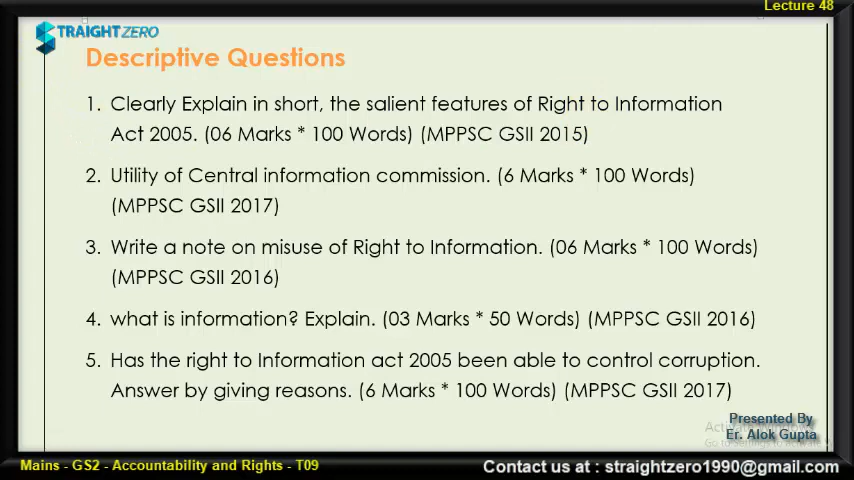 Lecture 48
STRAIGHTZERO
Descriptive Questions
1. Clearly Explain in short, the salient features of Right to Information
Act 2005. (06 Marks * 100 Words) (MPPSC GSII 2015)
2. Utility of Central information commission. (6 Marks * 100 Words)
(MPPSC GSII 2017)
3. Write a note on misuse of Right to Information. (06 Marks * 100 Words)
(MPPSC GSII 2016)
4. what is information? Explain. (03 Marks * 50 Words) (MPPSC GSII 2016)
5. Has the right to Information act 2005 been able to control corruption.
Answer by giving reasons. (6 Marks * 100 Words) (MPPSC GSII 2017)
Presented By
Er. Alok Gupta
Mains - GS2 - Accountability and Rights - T09
Contact us at : straightzero1990@gmail.com